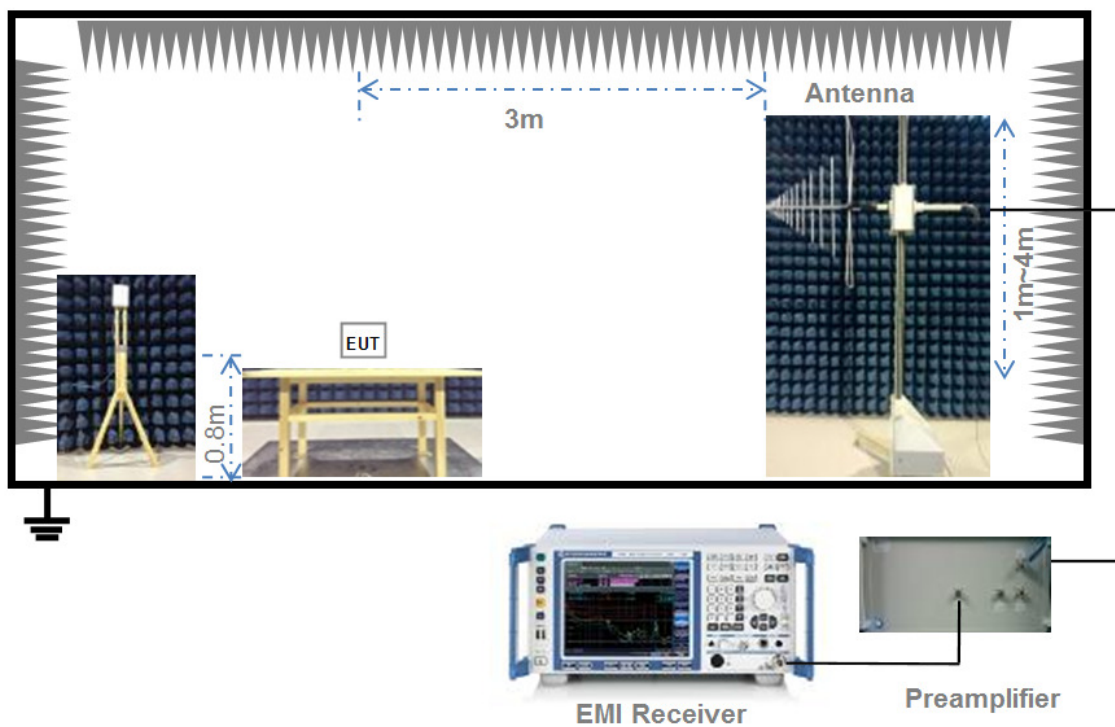 Antenna
3m
1m~4m
EUT
0.8m
EMI Receiver
Preamplifier